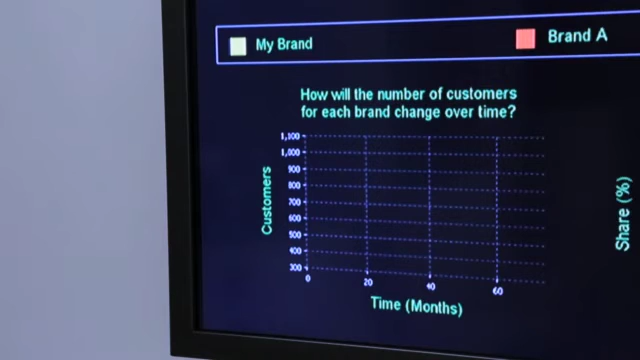 My Brand
Brand A
How will the number of customers
for each brand change over time?
1,100
1,000
900
800
700
600
500
400
300
Customers
0
20
40
60
Time (Months)
Share (%)